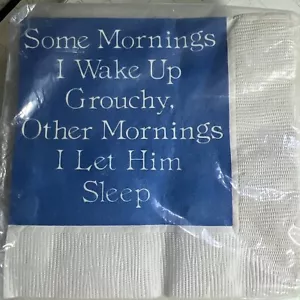 Some Mornings
I Wake Up
Grouchy,
Other Mornings
I Let Him
Sleep